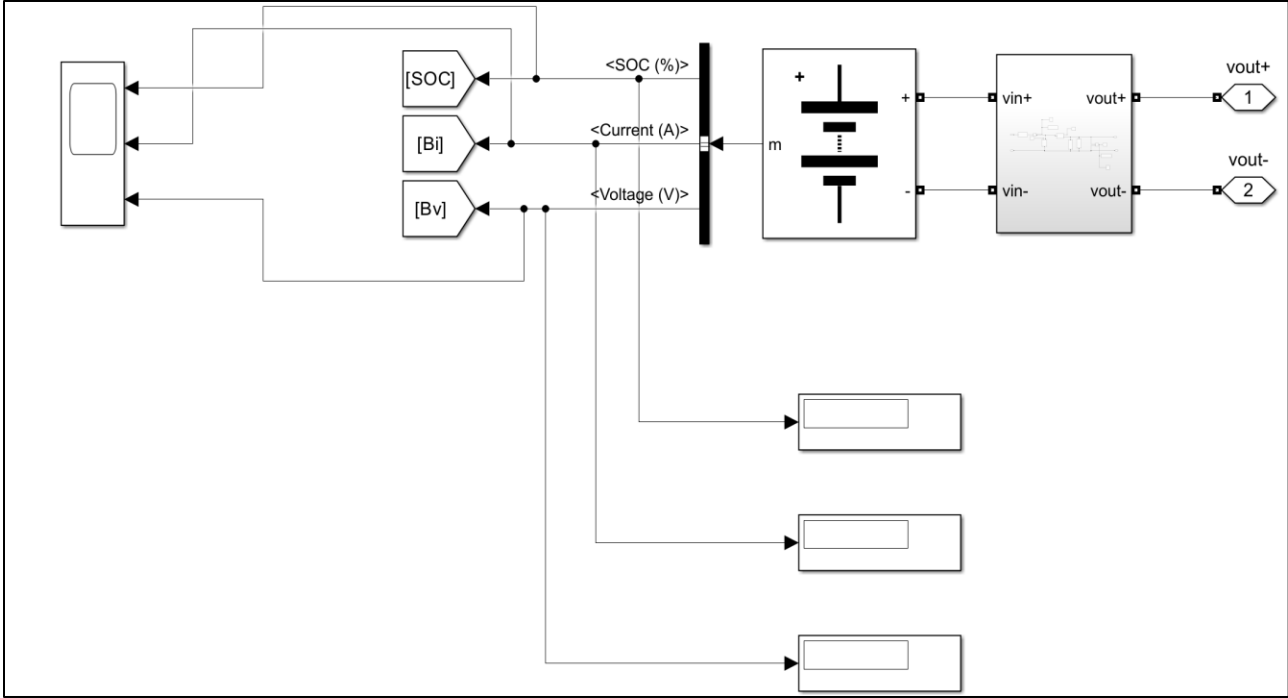 [SOC]
<SOC (%)>
[Bi]
<Current (A)>
[Bv]
<Voltage (V)>
m
+
+
-
vin+
vin-
vout+
vout-
vout+
1
vout-
2